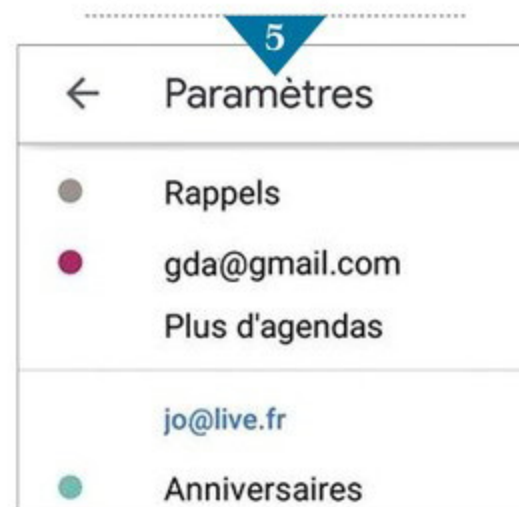 5
Paramètres
Rappels
gda@gmail.com
Plus d'agendas
jo@live.fr
Anniversaires